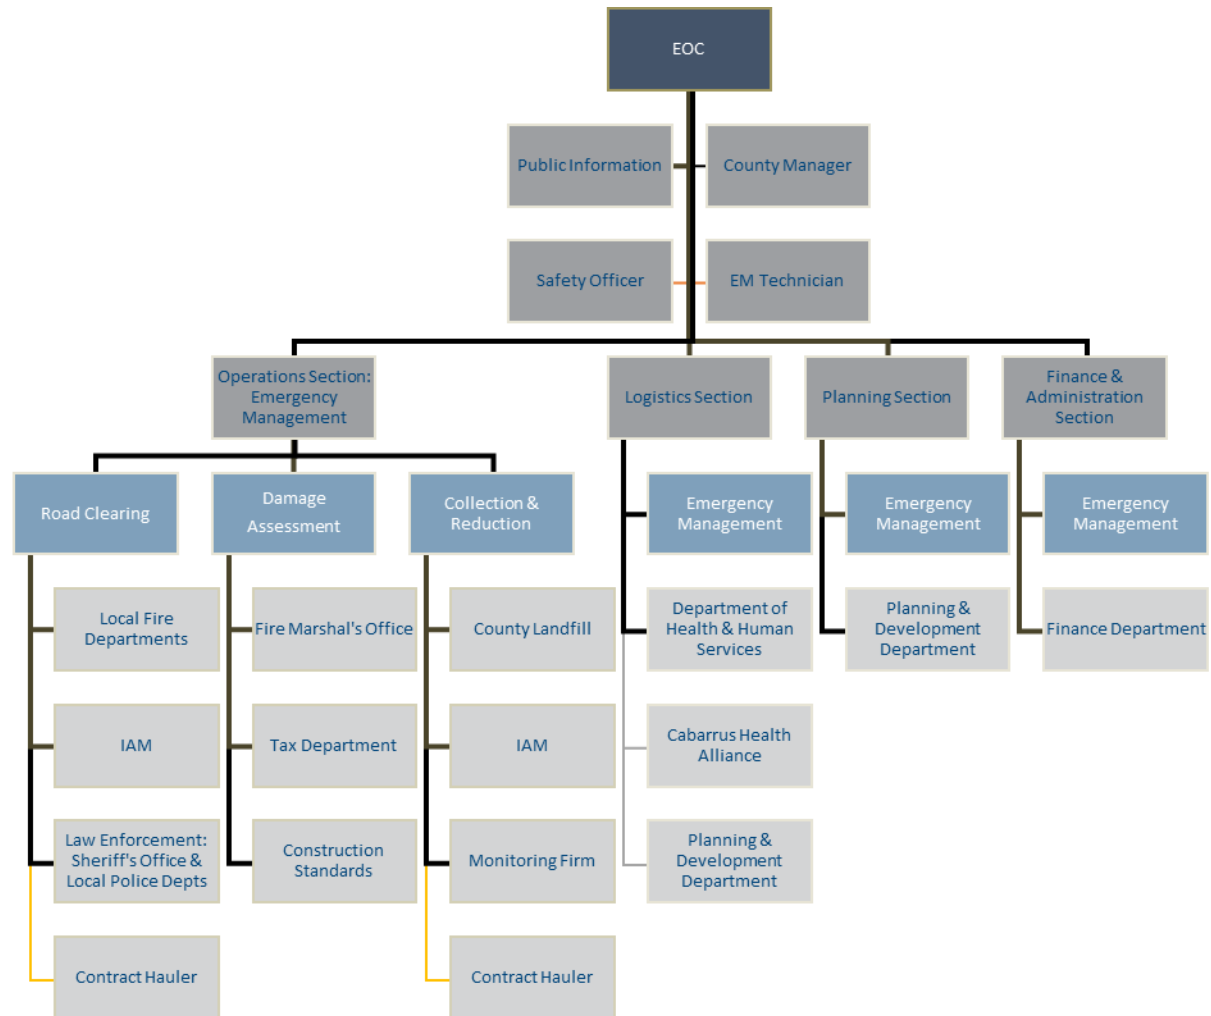 EOC
Public Information
County Manager
Safety Officer
EM Technician
Operations Section:
Emergency
Management
Logistics Section
Planning Section
Finance &
Administration
Section
Road Clearing
Damage
Assessment
Collection &
Reduction
Emergency
Management
Emergency
Management
Emergency
Management
Local Fire
Departments
Fire Marshal's Office
County Landfill
Department of
Health & Human
Services
Planning &
Development
Department
Finance Department
IAM
Tax Department
IAM
Cabarrus Health
Alliance
Law Enforcement:
Sheriff's Office &
Local Police Depts
Construction
Standards
Monitoring Firm
Planning &
Development
Department
Contract Hauler
Contract Hauler